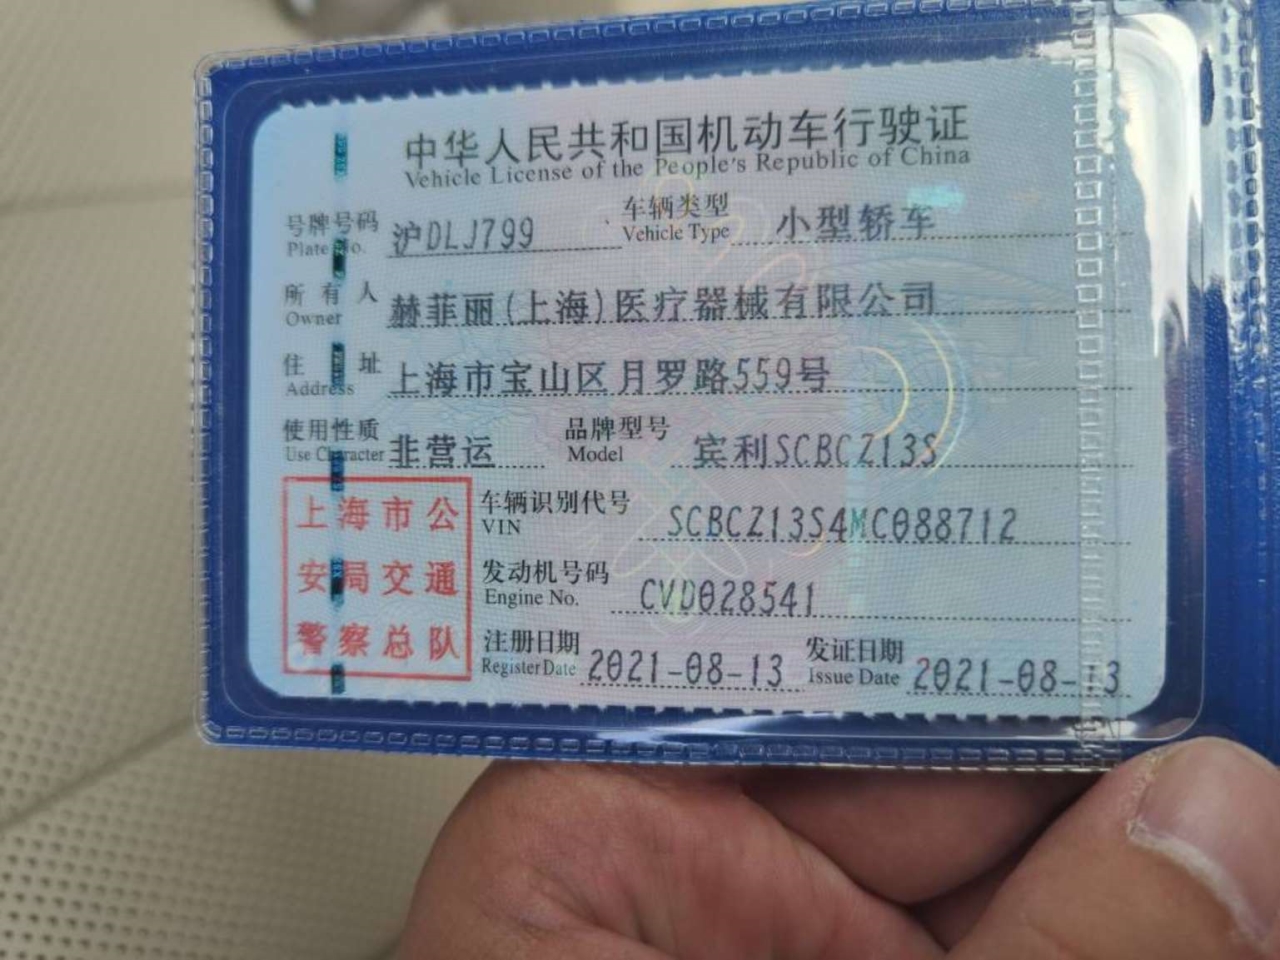 中华人民共和国机动车行驶证
Vehicle License of the People's Republic of China
号牌号码 沪DLJ799 车辆类型 小型轿车
Plate No. Vehicle Type
所有人 赫菲丽(上海)医疗器械有限公司
Owner
住址 上海市宝山区月罗路559号
Address
使用性质 非营运 品牌型号 宾利SCBCZ13S
Use Character Model
车辆识别代号 SCBCZ13S4MC088712
VIN
发动机号码 CVD028541
Engine No.
注册日期 2021-08-13 发证日期 2021-08-13
Register Date Issue Date
上海市公
安局交通
警察总队